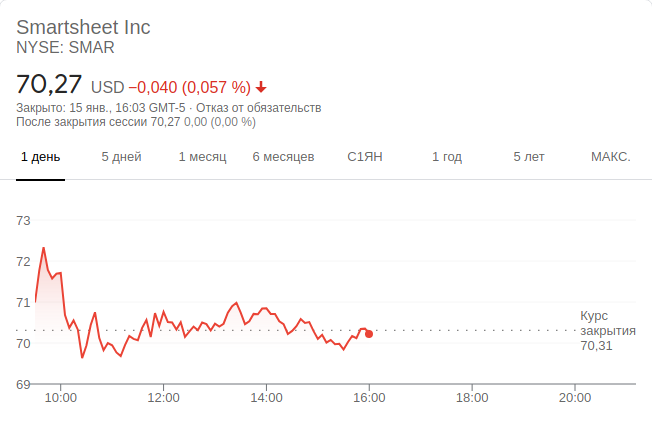 Smartsheet Inc
NYSE: SMAR
70,27 USD −0,040 (0,057 %)
Закрыто: 15 янв., 16:03 GMT-5 · Отказ от обязательств
После закрытия сессии 70,27 0,00 (0,00 %)
1 день 5 дней 1 месяц 6 месяцев С1ЯН 1 год 5 лет МАКС.
73
72
71
Курс
закрытия
70,31
70
69
10:00 12:00 14:00 16:00 18:00 20:00